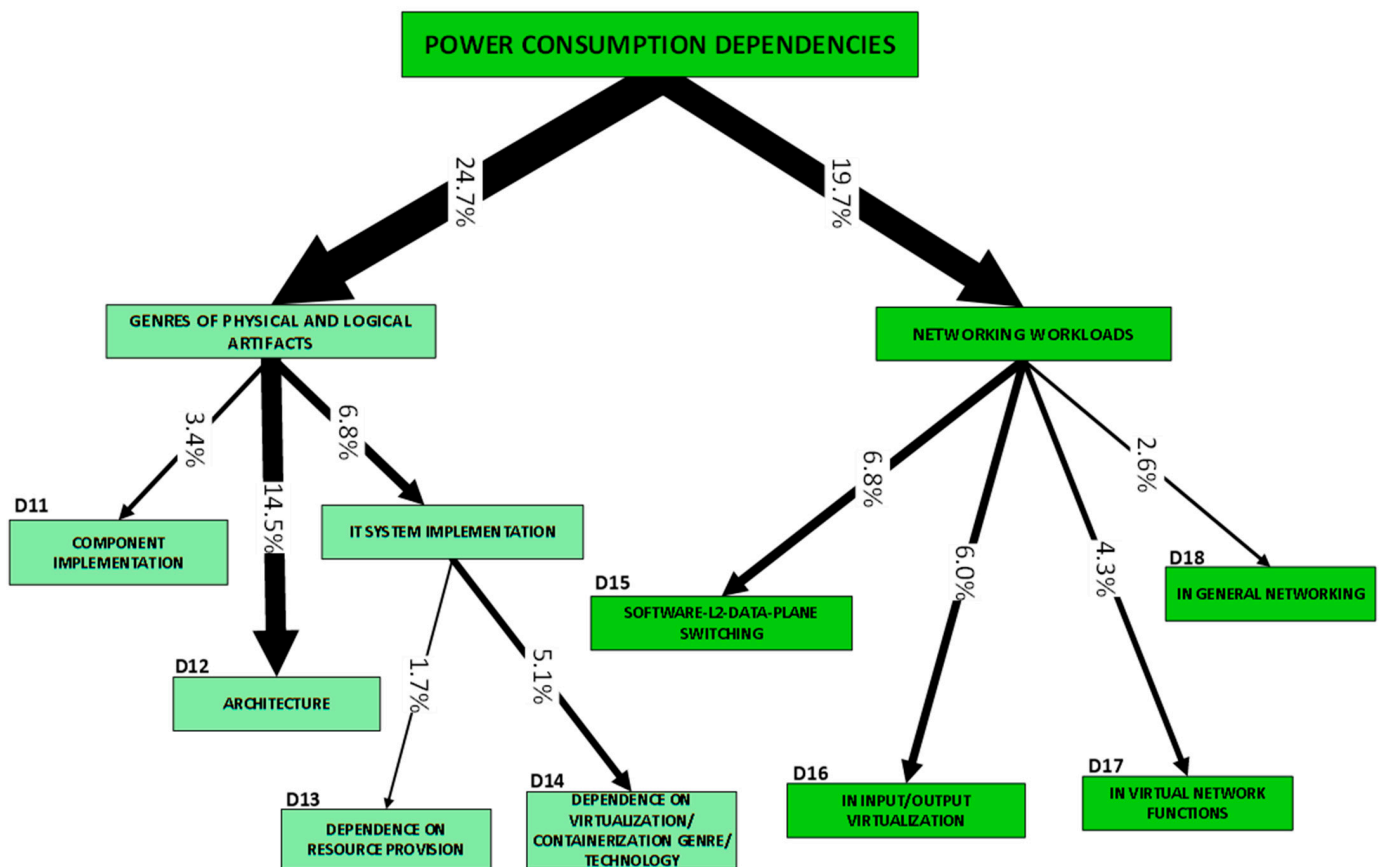 POWER CONSUMPTION DEPENDENCIES
24.7%
19.7%
GENRES OF PHYSICAL AND LOGICAL
ARTIFACTS
NETWORKING WORKLOADS
3.4%
14.5%
6.8%
6.8%
6.0%
4.3%
2.6%
D11
COMPONENT
IMPLEMENTATION
IT SYSTEM IMPLEMENTATION
D15
SOFTWARE-L2-DATA-PLANE
SWITCHING
D18
IN GENERAL NETWORKING
D12
ARCHITECTURE
1.7%
5.1%
D13
DEPENDENCE ON
RESOURCE PROVISION
D14
DEPENDENCE ON
VIRTUALIZATION/
CONTAINERIZATION GENRE/
TECHNOLOGY
D16
IN INPUT/OUTPUT
VIRTUALIZATION
D17
IN VIRTUAL NETWORK
FUNCTIONS